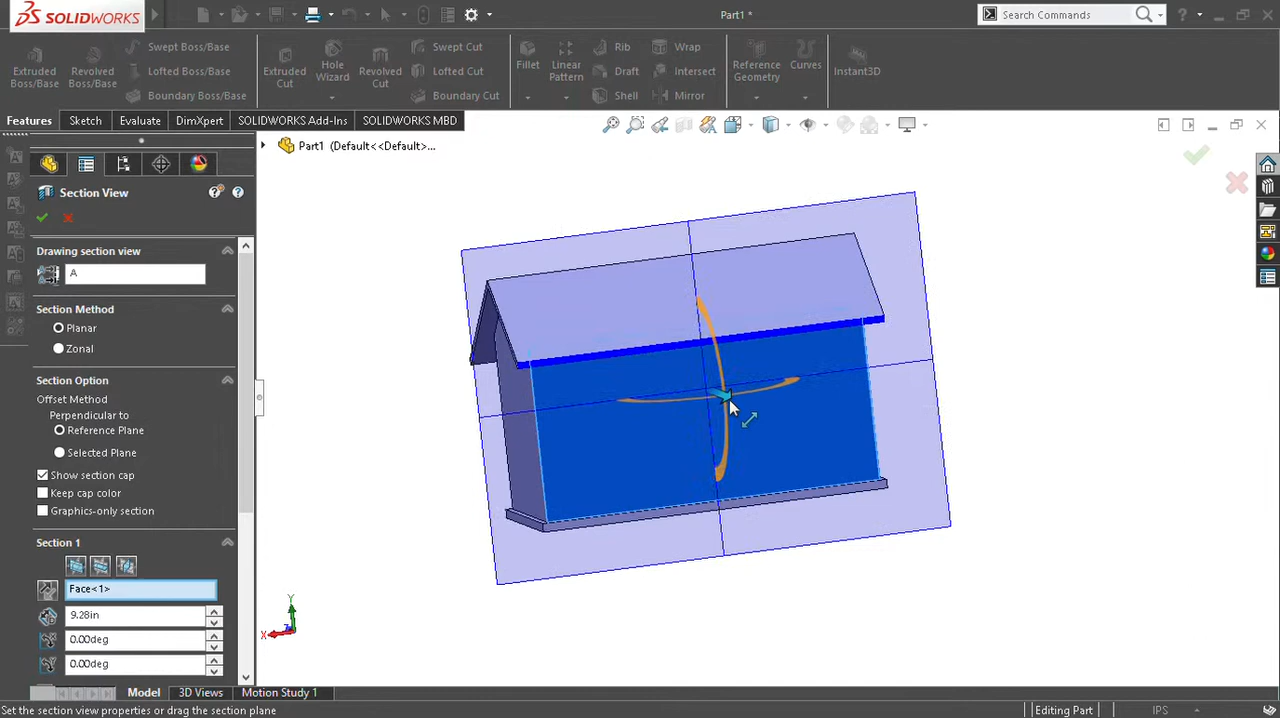 SOLIDWORKS
Part1 *
Search Commands
?
Extruded Boss/Base
Revolved Boss/Base
Swept Boss/Base
Lofted Boss/Base
Boundary Boss/Base
Extruded Cut
Hole Wizard
Revolved Cut
Swept Cut
Lofted Cut
Boundary Cut
Fillet
Linear Pattern
Rib
Draft
Shell
Wrap
Intersect
Mirror
Reference Geometry
Curves
Instant3D
Features
Sketch
Evaluate
DimXpert
SOLIDWORKS Add-Ins
SOLIDWORKS MBD
Part1 (Default<<Default>...
Section View
Drawing section view
A
Section Method
Planar
Zonal
Section Option
Offset Method
Perpendicular to
Reference Plane
Selected Plane
Show section cap
Keep cap color
Graphics-only section
Section 1
Face<1>
9.28in
0.00deg
0.00deg
Y
X
Z
Model
3D Views
Motion Study 1
Set the section view properties or drag the section plane
Editing Part
IPS